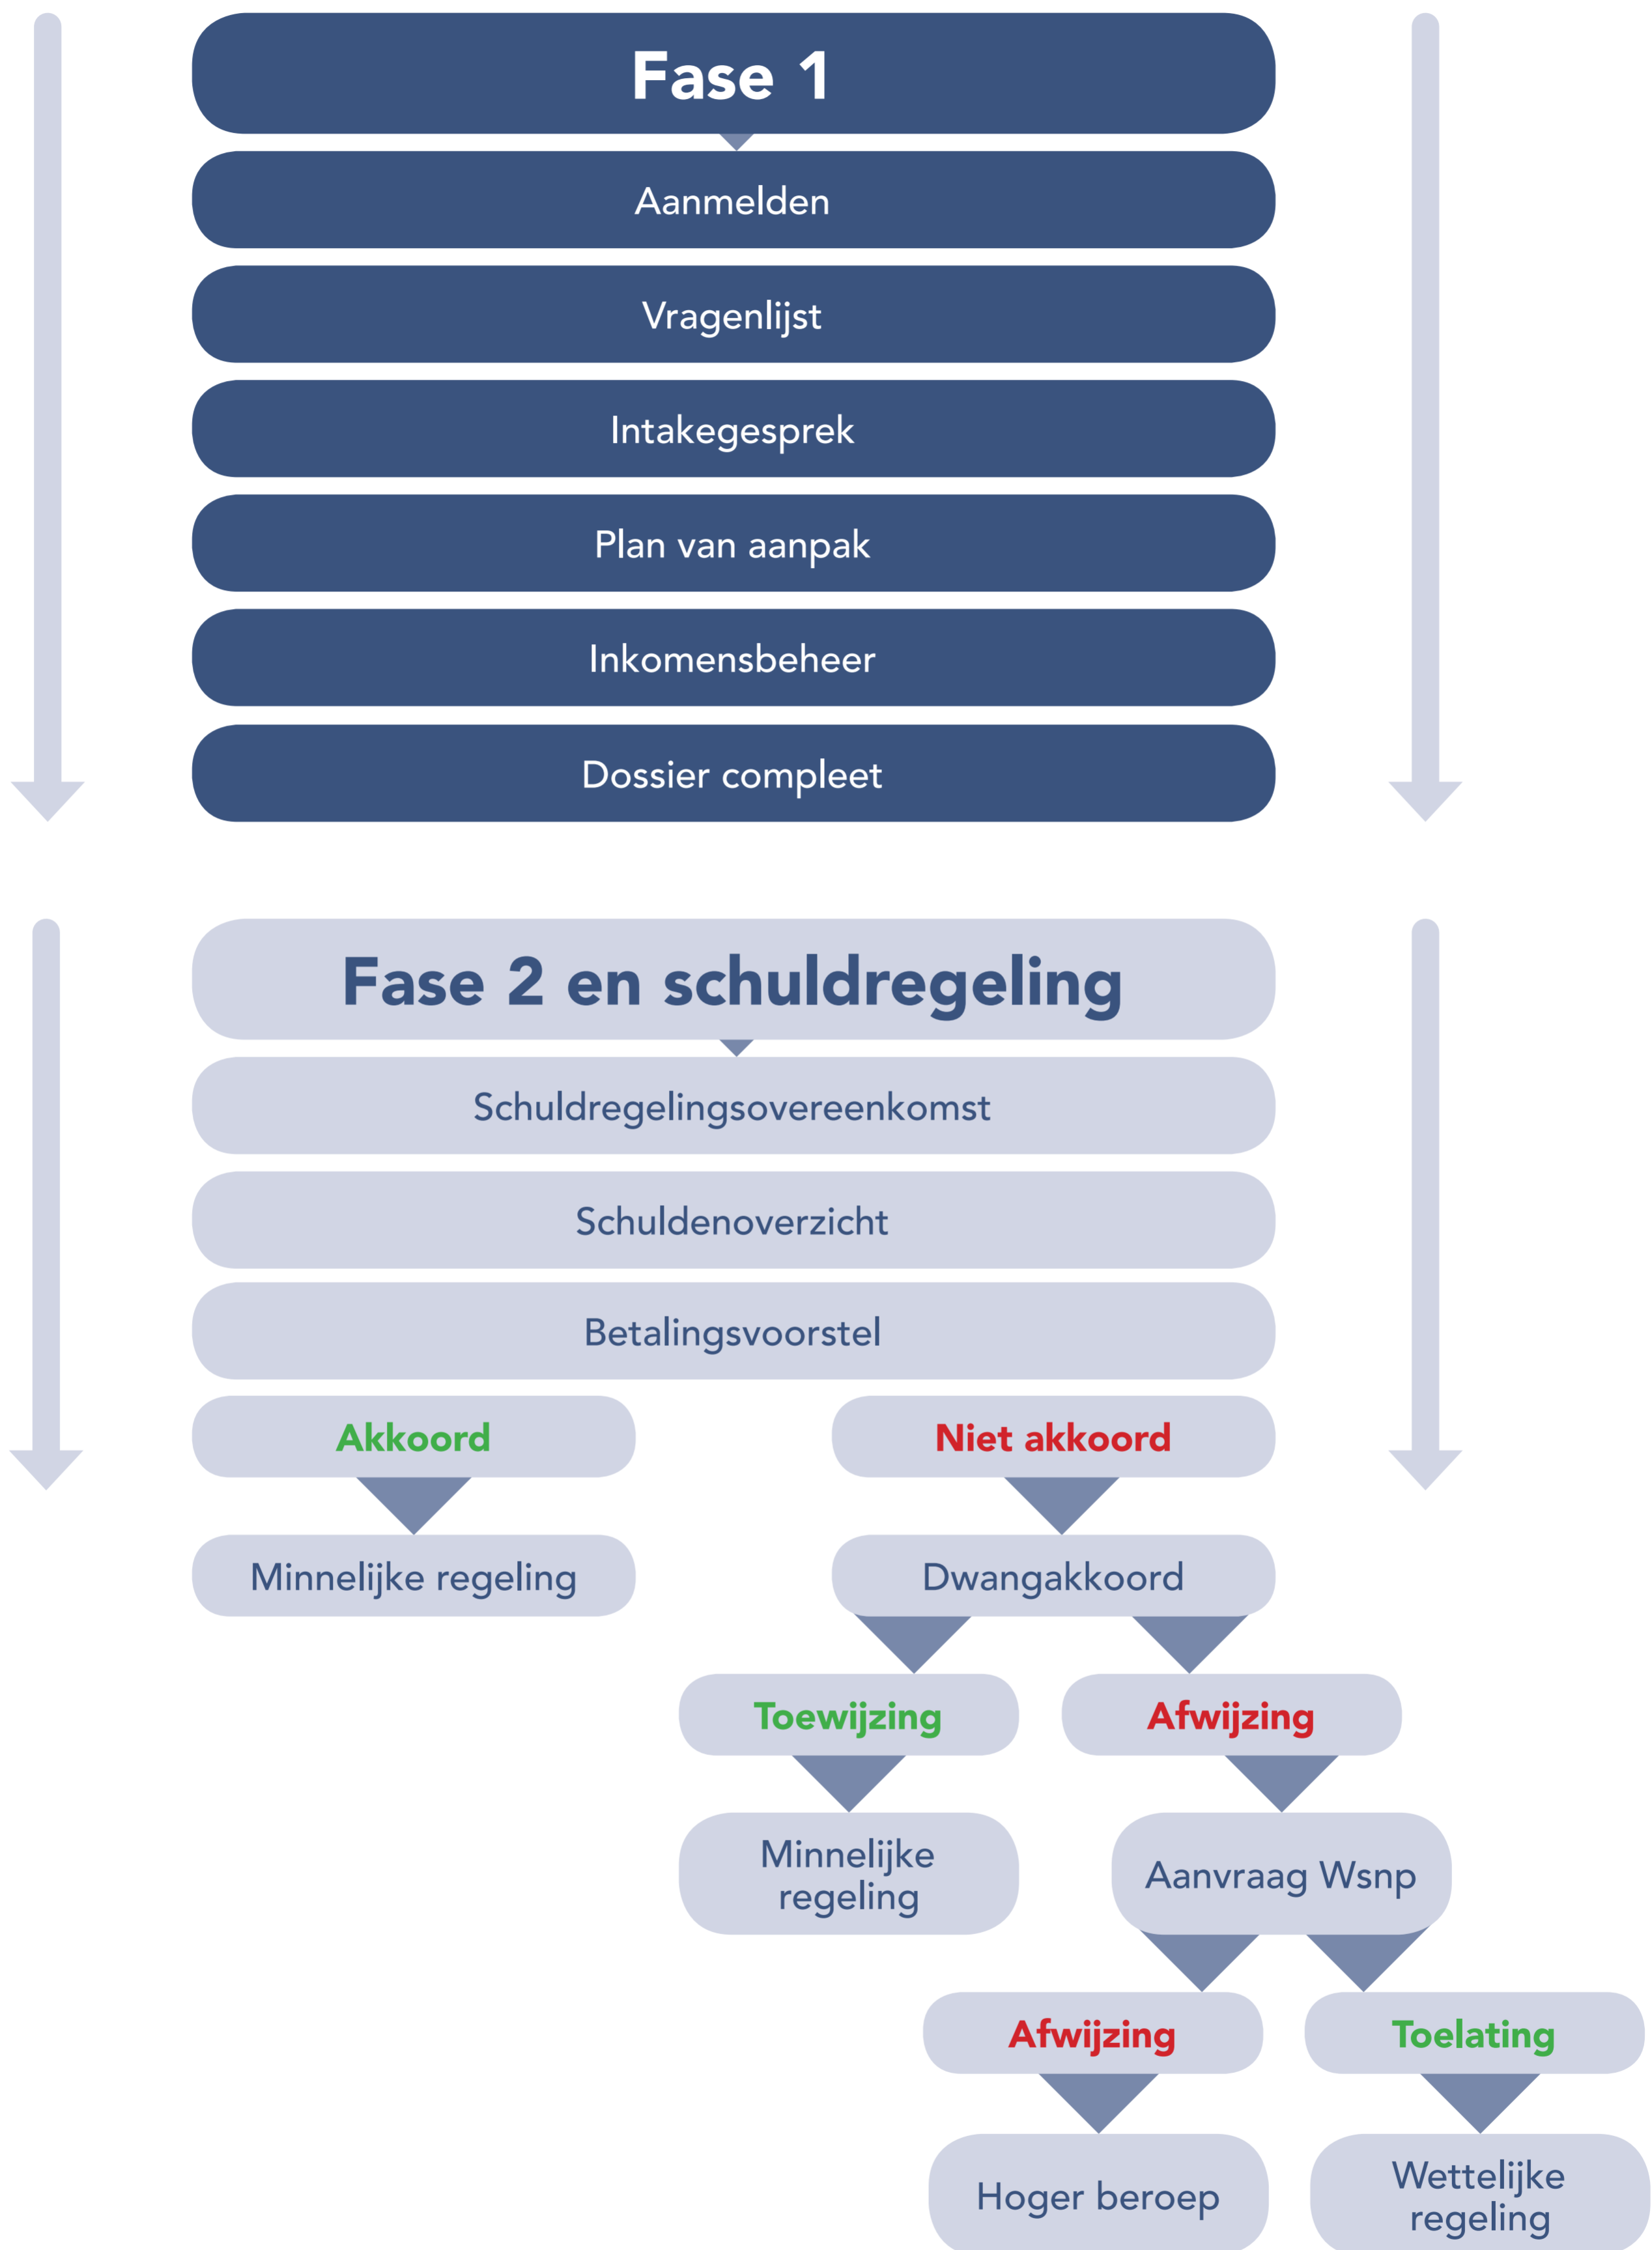 Fase 1
Aanmelden
Vragenlijst
Intakegesprek
Plan van aanpak
Inkomensbeheer
Dossier compleet
Fase 2 en schuldregeling
Schuldregelingsovereenkomst
Schuldenoverzicht
Betalingsvoorstel
Akkoord
Niet akkoord
Minnelijke regeling
Dwangakkoord
Toewijzing
Afwijzing
Minnelijke
regeling
Aanvraag Wsnp
Afwijzing
Toelating
Hoger beroep
Wettelijke
regeling